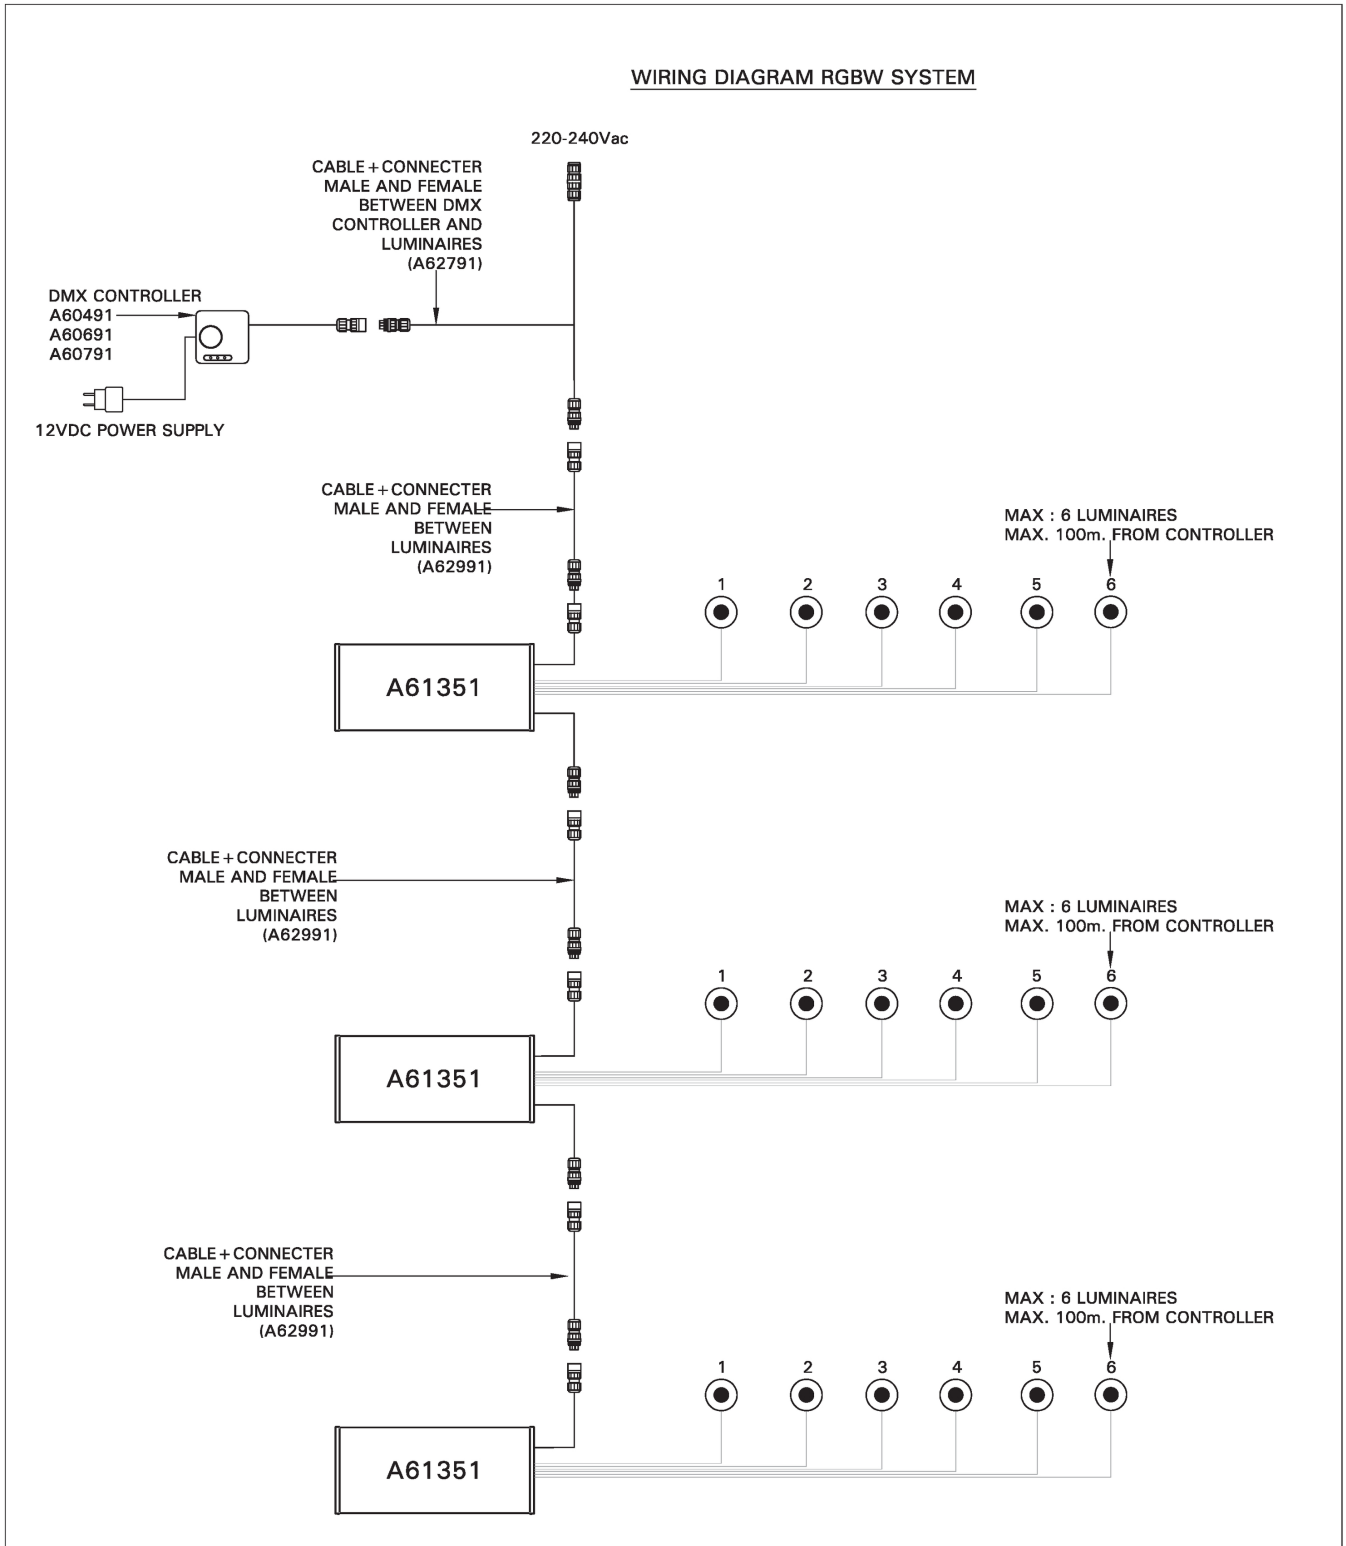 WIRING DIAGRAM RGBW SYSTEM
220-240Vac
CABLE+CONNECTER
MALE AND FEMALE
BETWEEN DMX
CONTROLLER AND
LUMINAIRES
(A62791)
DMX CONTROLLER
A60491
A60691
A60791
12VDC POWER SUPPLY
CABLE+CONNECTER
MALE AND FEMALE
BETWEEN
LUMINAIRES
(A62991)
MAX : 6 LUMINAIRES
MAX. 100m. FROM CONTROLLER
1 2 3 4 5 6
A61351
CABLE+CONNECTER
MALE AND FEMALE
BETWEEN
LUMINAIRES
(A62991)
MAX : 6 LUMINAIRES
MAX. 100m. FROM CONTROLLER
1 2 3 4 5 6
A61351
CABLE+CONNECTER
MALE AND FEMALE
BETWEEN
LUMINAIRES
(A62991)
MAX : 6 LUMINAIRES
MAX. 100m. FROM CONTROLLER
1 2 3 4 5 6
A61351